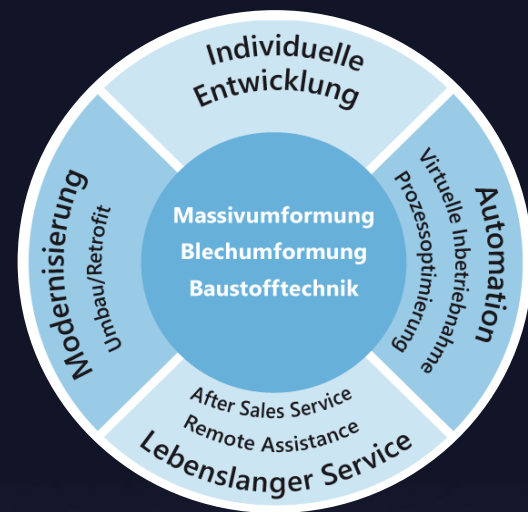 Individuelle
Entwicklung
Modernisierung
Umbau/Retrofit
Massivumformung
Blechumformung
Baustofftechnik
Automation
Virtuelle Inbetriebnahme
Prozessoptimierung
After Sales Service
Remote Assistance
Lebenslanger Service